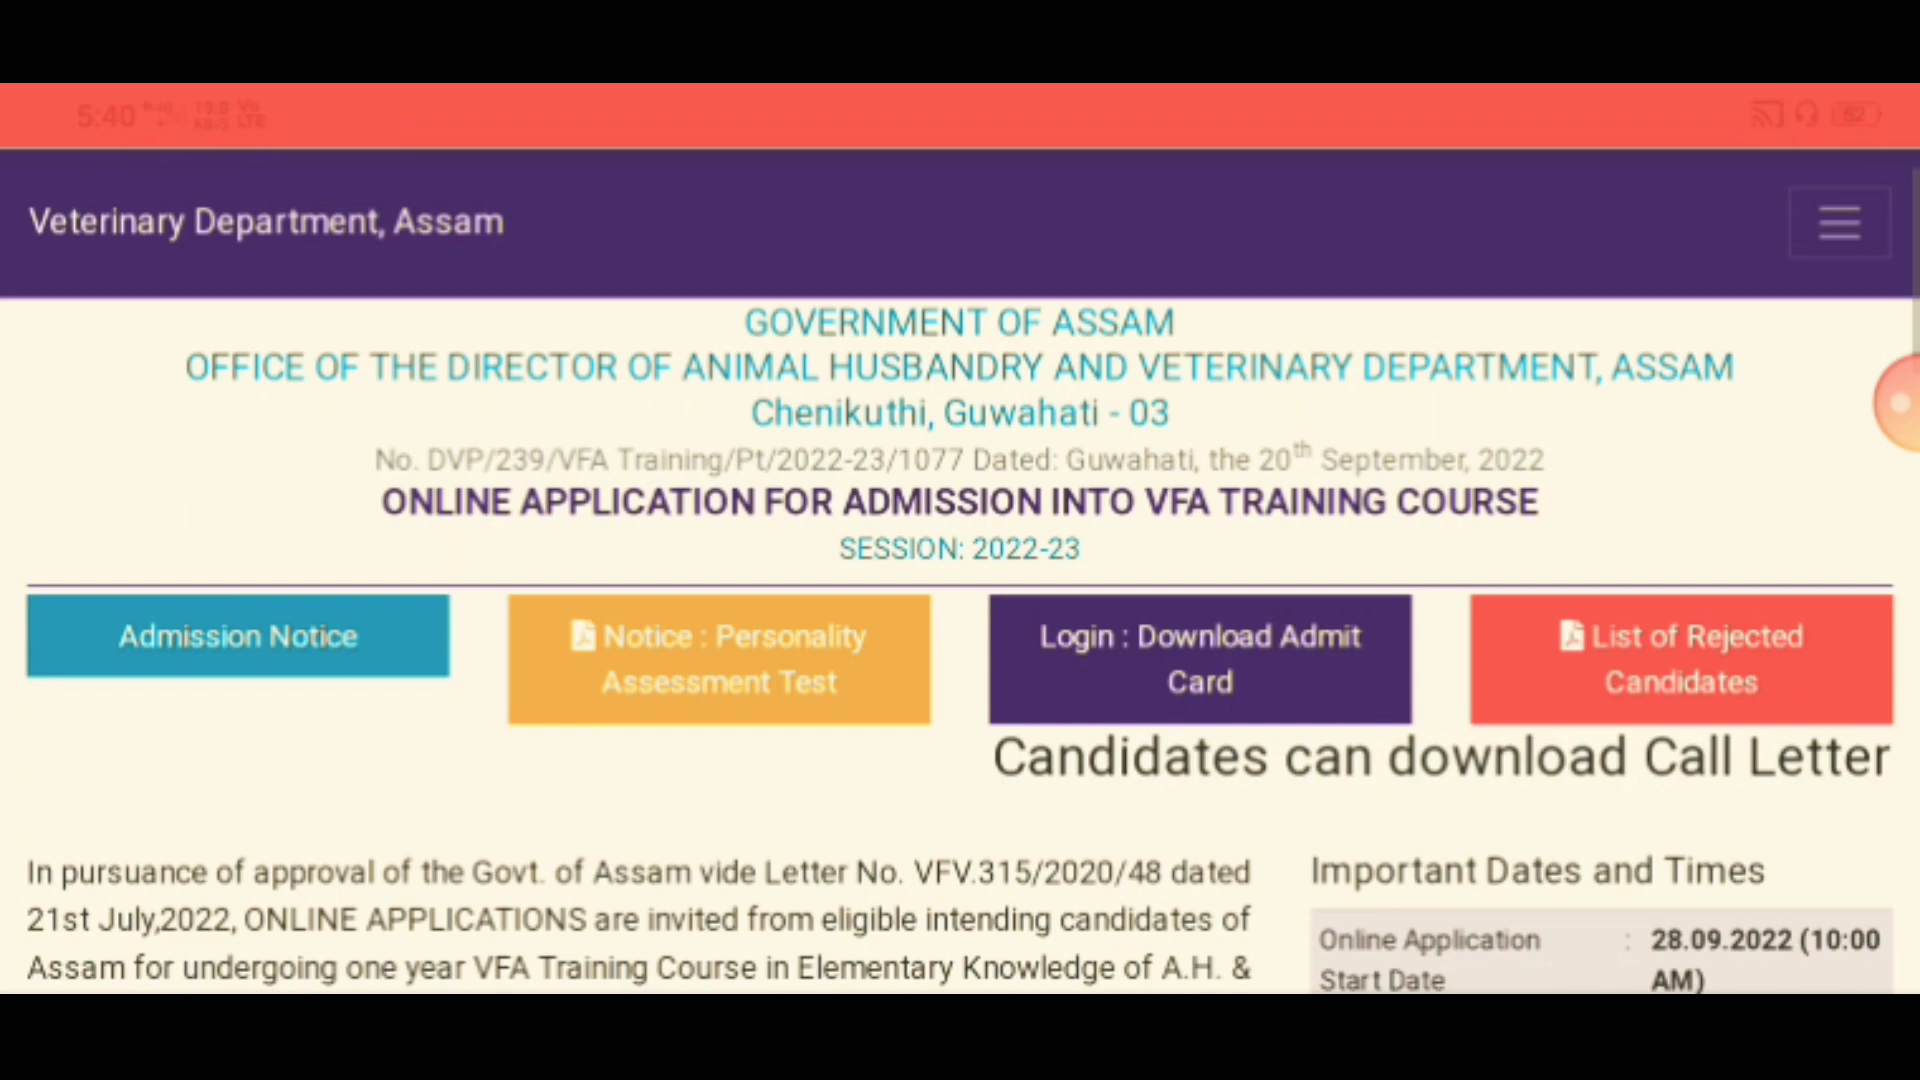 5:40
Veterinary Department, Assam
GOVERNMENT OF ASSAM
OFFICE OF THE DIRECTOR OF ANIMAL HUSBANDRY AND VETERINARY DEPARTMENT, ASSAM
Chenikuthi, Guwahati - 03
No. DVP/239/VFA Training/Pt/2022-23/1077 Dated: Guwahati, the 20th September, 2022
ONLINE APPLICATION FOR ADMISSION INTO VFA TRAINING COURSE
SESSION: 2022-23
Admission Notice
Notice : Personality
Assessment Test
Login : Download Admit
Card
List of Rejected
Candidates
Candidates can download Call Letter
In pursuance of approval of the Govt. of Assam vide Letter No. VFV.315/2020/48 dated
21st July,2022, ONLINE APPLICATIONS are invited from eligible intending candidates of
Assam for undergoing one year VFA Training Course in Elementary Knowledge of A.H. &
Important Dates and Times
Online Application : 28.09.2022 (10:00
Start Date AM)